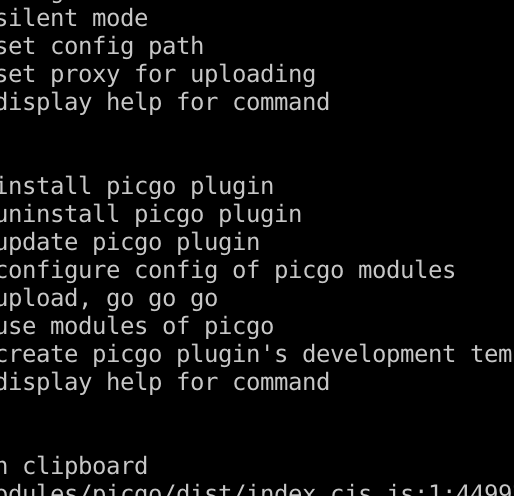 silent mode
set config path
set proxy for uploading
display help for command
install picgo plugin
uninstall picgo plugin
update picgo plugin
configure config of picgo modules
upload, go go go
use modules of picgo
create picgo plugin's development tem
display help for command
n clipboard
odules/picgo/dist/index.cjs.js:1:4499